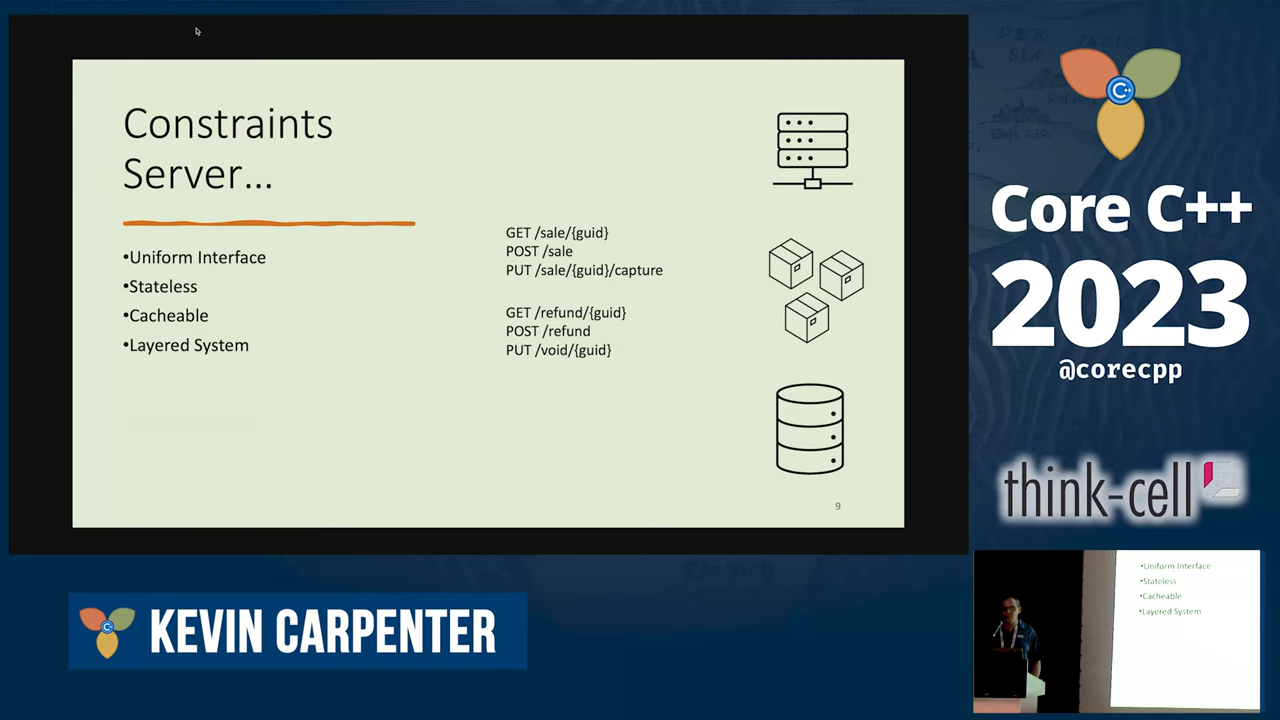 Constraints
Server...
•Uniform Interface
•Stateless
•Cacheable
•Layered System
GET /sale/{guid}
POST /sale
PUT /sale/{guid}/capture
GET /refund/{guid}
POST /refund
PUT /void/{guid}
9
C++
Core C++
2023
@corecpp
think-cell
KEVIN CARPENTER
•Uniform Interface
•Stateless
•Cacheable
•Layered System